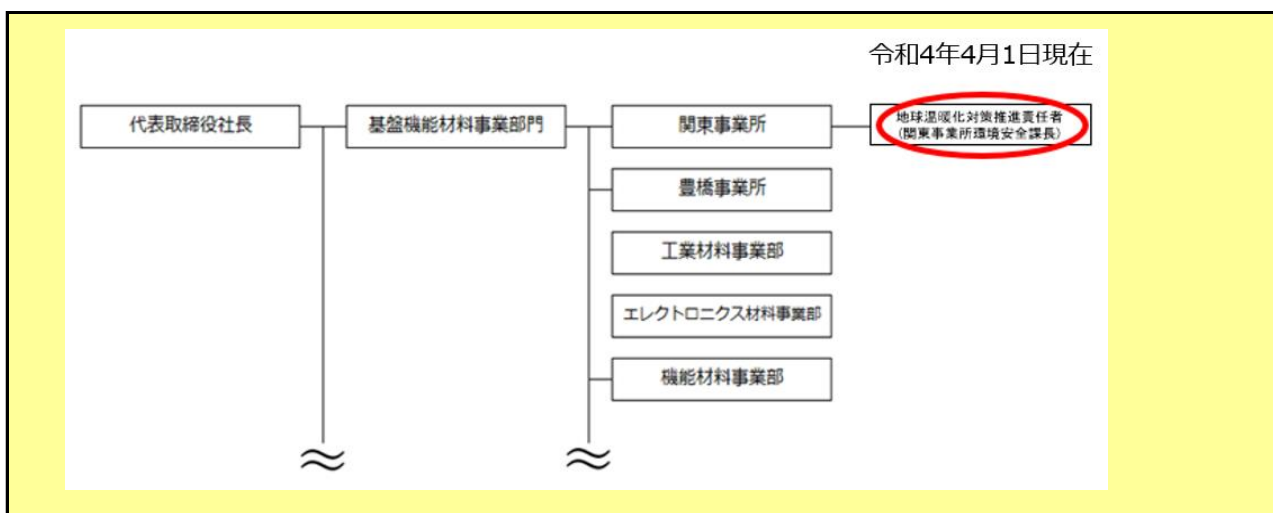 令和4年4月1日現在
代表取締役社長
基盤機能材料事業部門
関東事業所
地球温暖化対策推進責任者
(関東事業所環境安全課長)
豊橋事業所
工業材料事業部
エレクトロニクス材料事業部
機能材料事業部